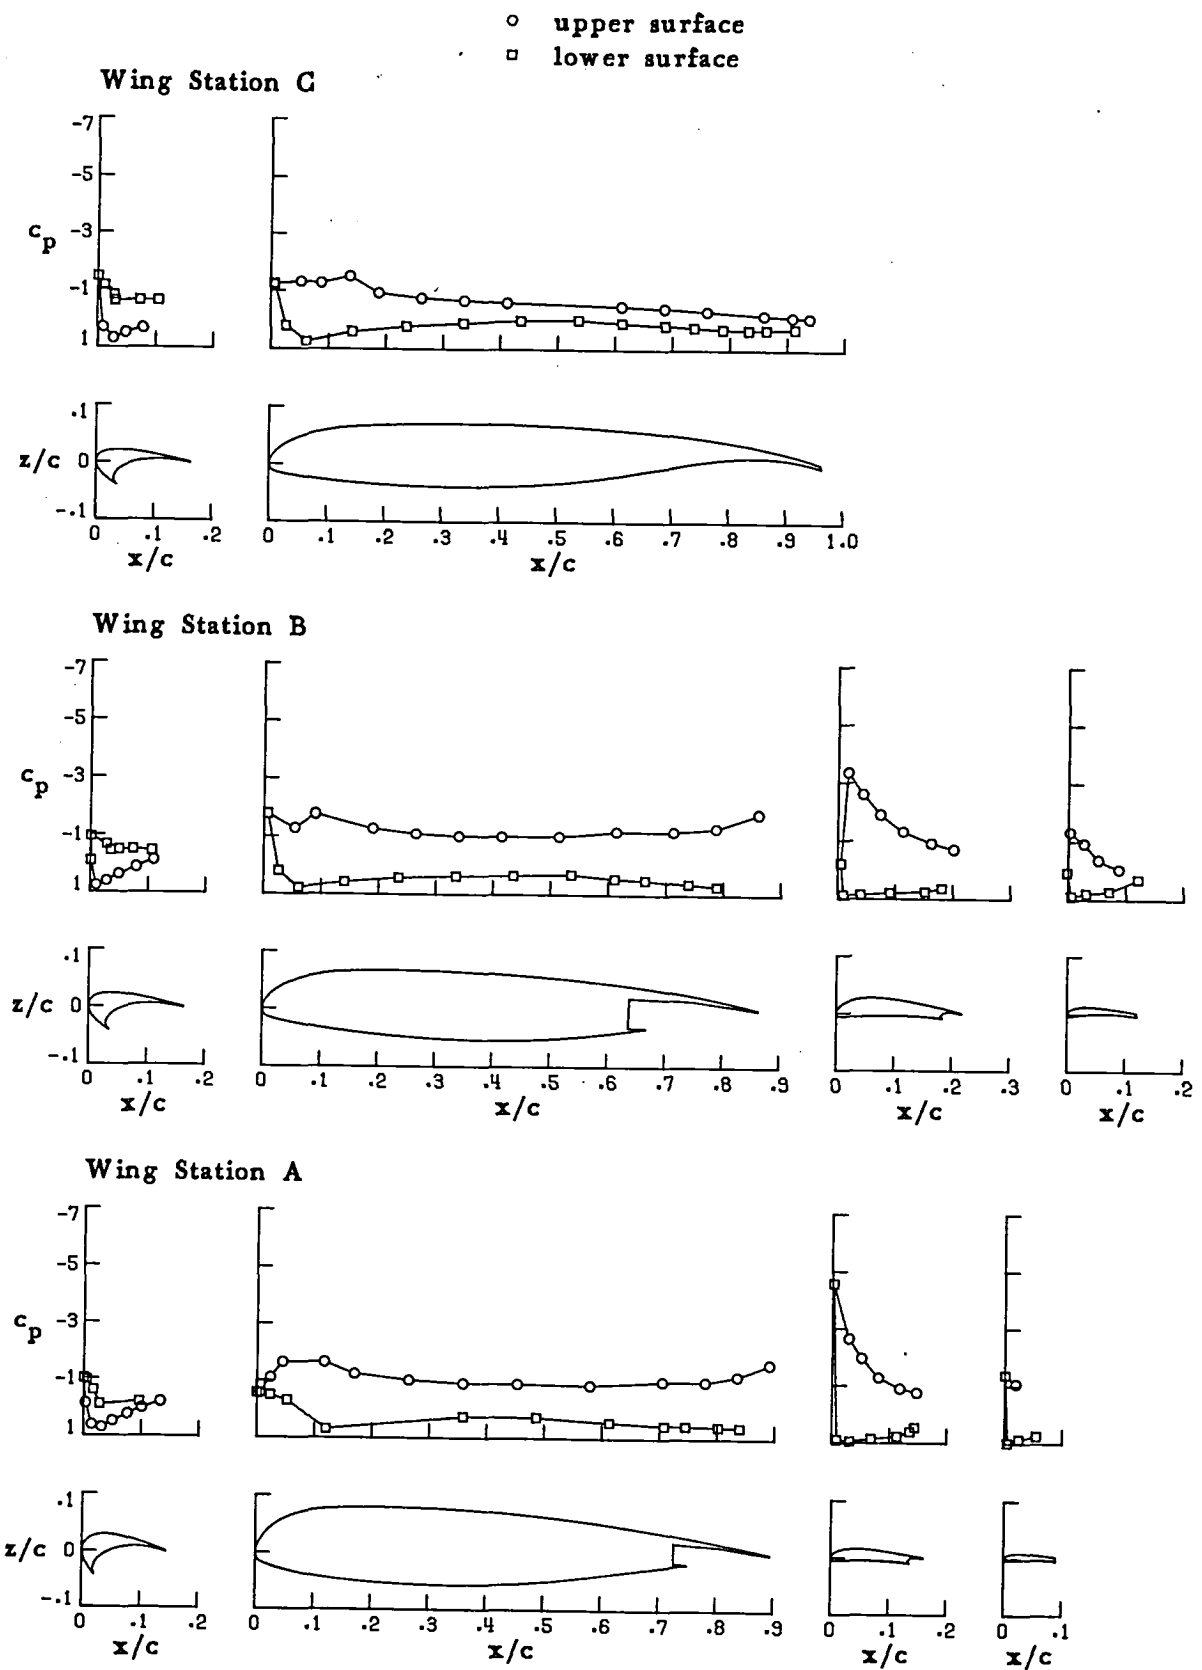 upper surface
lower surface
Wing Station C
-7
-5
c_p -3
-1
1
.1
z/c 0
-.1
0 .1 .2 0 .1 .2 .3 .4 .5 .6 .7 .8 .9 1.0
x/c x/c
Wing Station B
-7
-5
c_p -3
-1
1
.1
z/c 0
-.1
0 .1 .2 0 .1 .2 .3 .4 .5 .6 .7 .8 .9 0 .1 .2 .3 0 .1 .2
x/c x/c x/c x/c
Wing Station A
-7
-5
c_p -3
-1
1
.1
z/c 0
-.1
0 .1 .2 0 .1 .2 .3 .4 .5 .6 .7 .8 .9 0 .1 .2 0 .1
x/c x/c x/c x/c